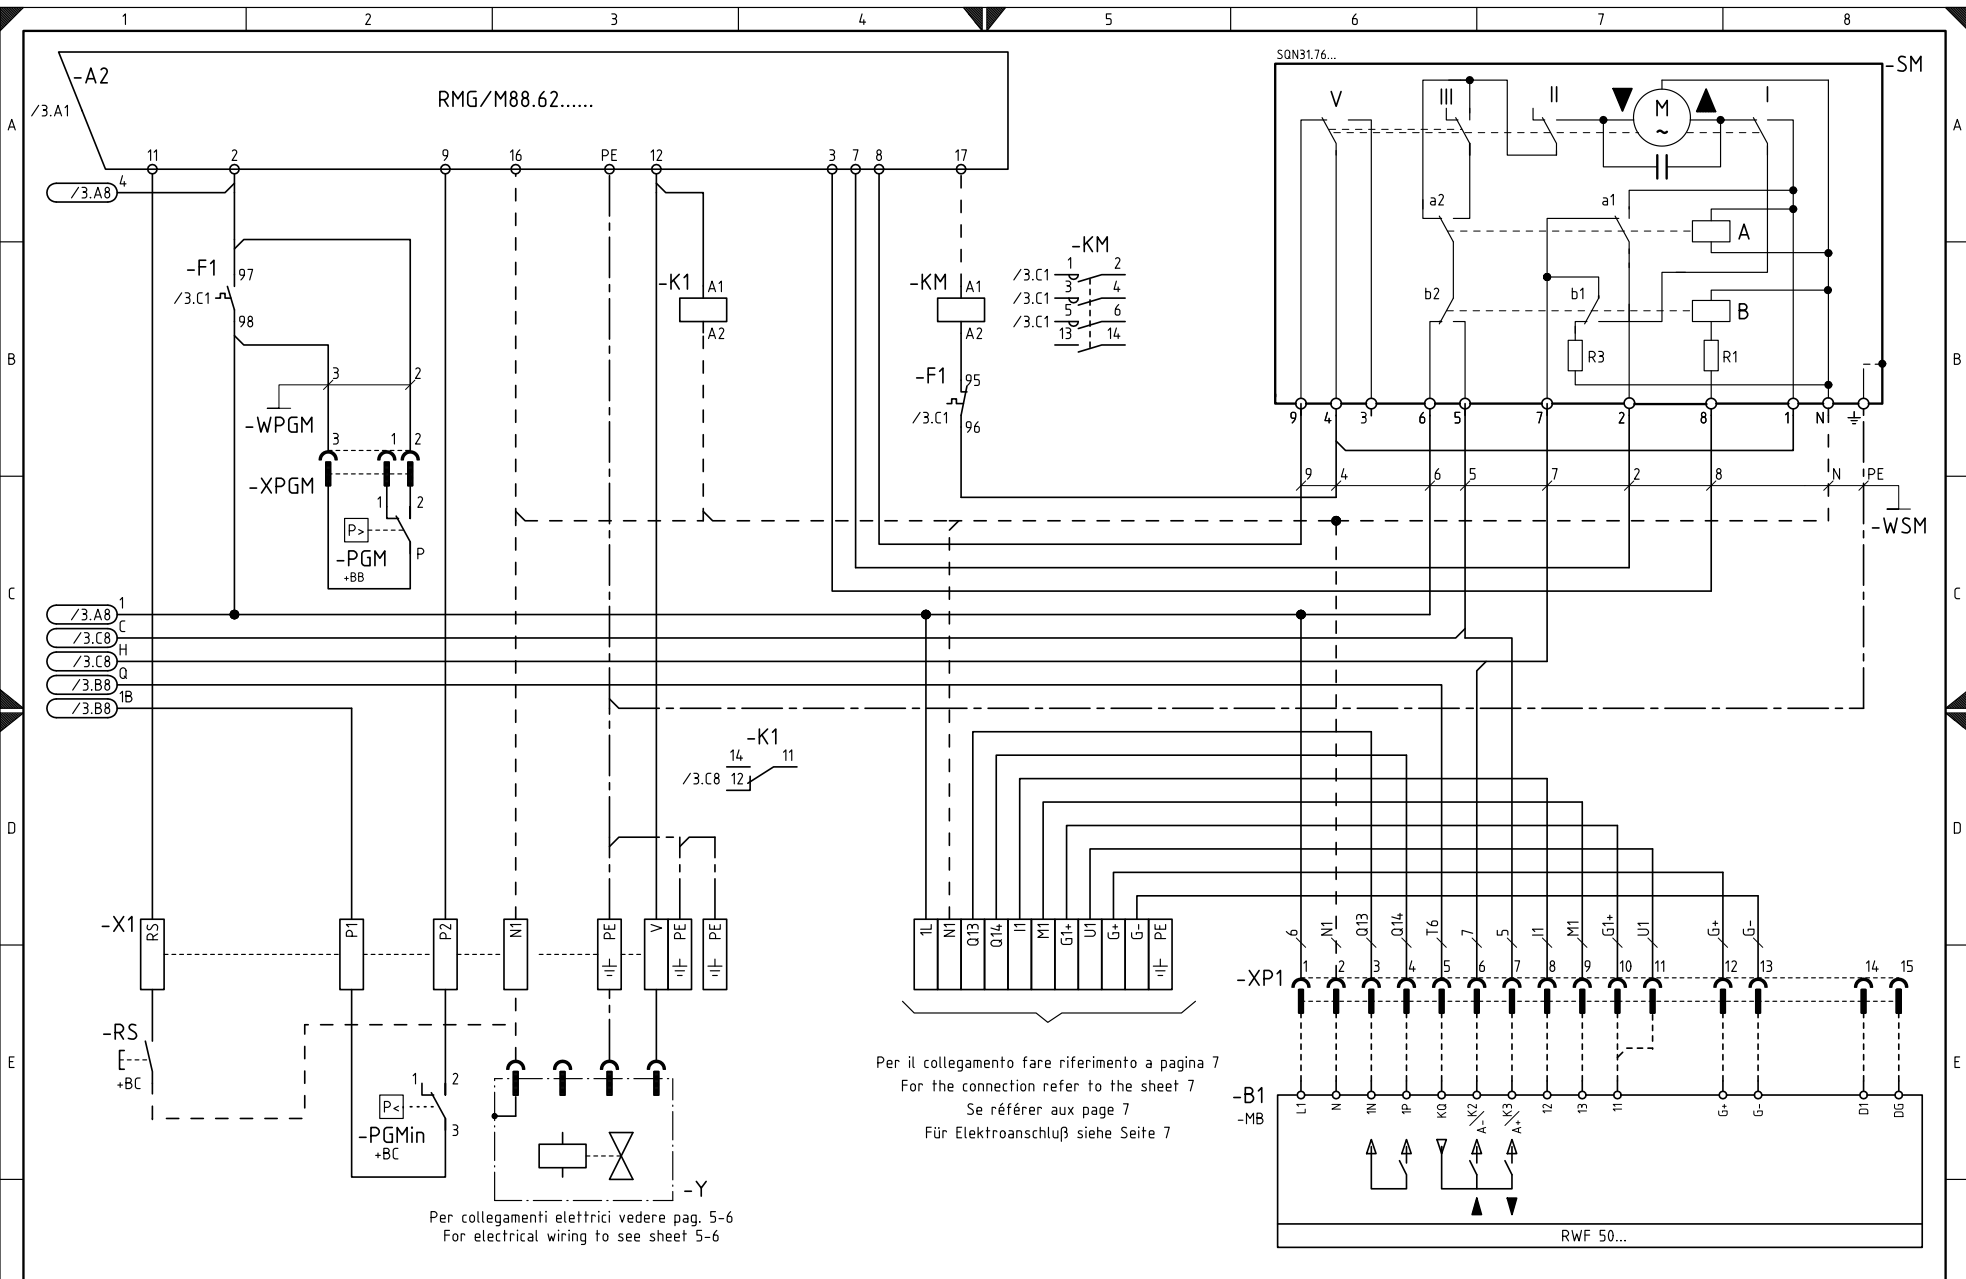 1 2 3 4 5 6 7 8
SQN31.76...
-A2
-SM
RMG/M88.62......
/3.A1
V III II M ~ I
A A
11 2 9 16 PE 12 3 7 8 17
/3.A8 4
a2 a1
A
-KM
-F1 97
/3.C1
98
-K1 A1
A2
-KM A1
A2
/3.C1 1 2
/3.C1 3 4
/3.C1 5 6
13 14
b2 b1
B
R3 R1
B B
3 2
-F1 95
/3.C1
96
-WPGM
9 4 3 6 5 7 2 8 1 N
3 1 2
-XPGM
9 4 6 5 7 2 8 N PE
1 2
P>
-WSM
-PGM P
+BB
C C
/3.A8 1
/3.C8 C
/3.C8 H
/3.B8 Q
/3.B8 1B
-K1
14 11
/3.C8 12
D D
-X1 RS P1 P2 N1 PE V PE PE
1L N1 Q13 Q14 I1 M1 G1+ U1 G+ G- PE
6 N1 Q13 Q14 T6 7 5 I1 M1 G1+ U1 G+ G-
-XP1 1 2 3 4 5 6 7 8 9 10 11 12 13 14 15
-RS
+BC
E E
Per il collegamento fare riferimento a pagina 7
For the connection refer to the sheet 7
Se référer aux page 7
Für Elektroanschluß siehe Seite 7
1 2
P<
-PGMin 3
+BC
-B1
-MB
L1 N 1N 1P KQ K2 A- K3 A+ 12 13 11 G+ G- D1 DG
-Y
Per collegamenti elettrici vedere pag. 5-6
For electrical wiring to see sheet 5-6
RWF 50...